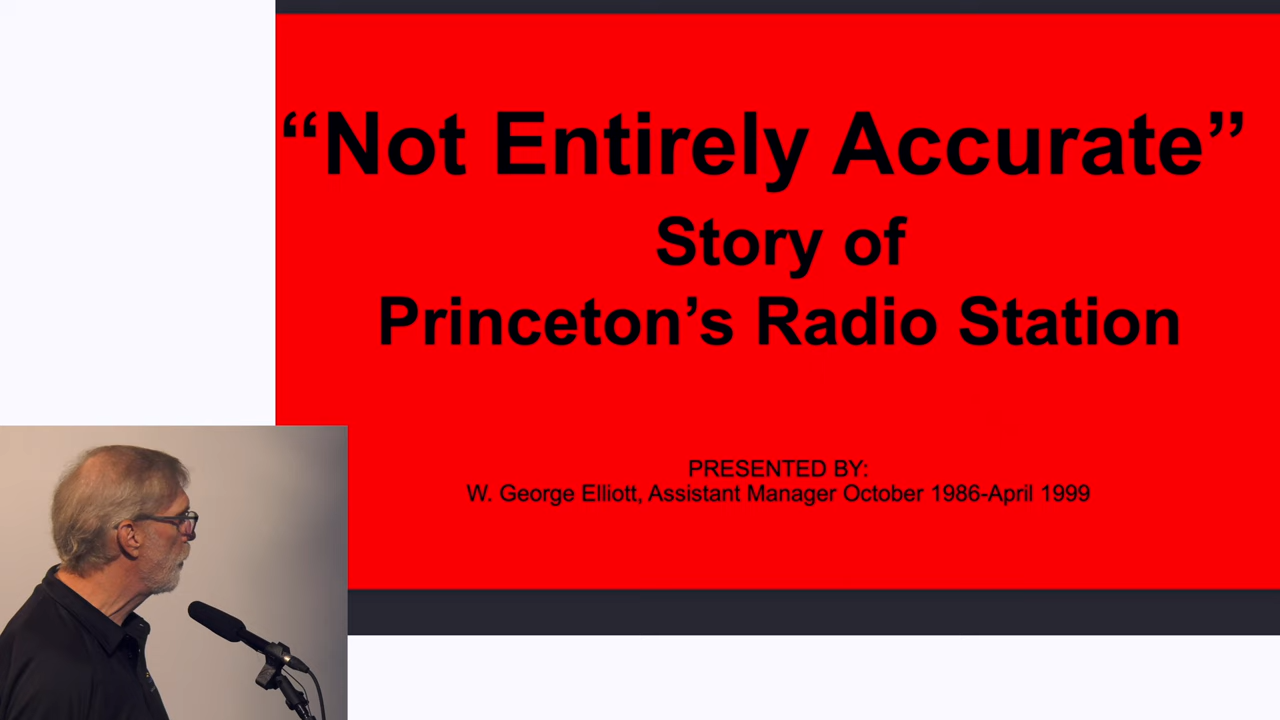 “Not Entirely Accurate”
Story of
Princeton’s Radio Station
PRESENTED BY:
W. George Elliott, Assistant Manager October 1986-April 1999